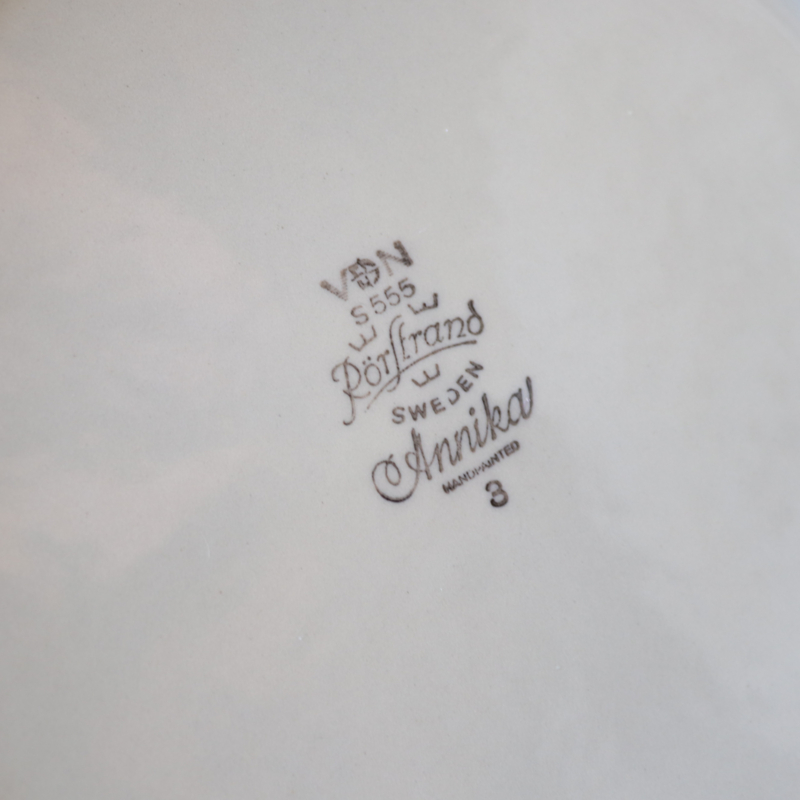 VDN
S555
Rörstrand
SWEDEN
Annika
HANDPAINTED
3